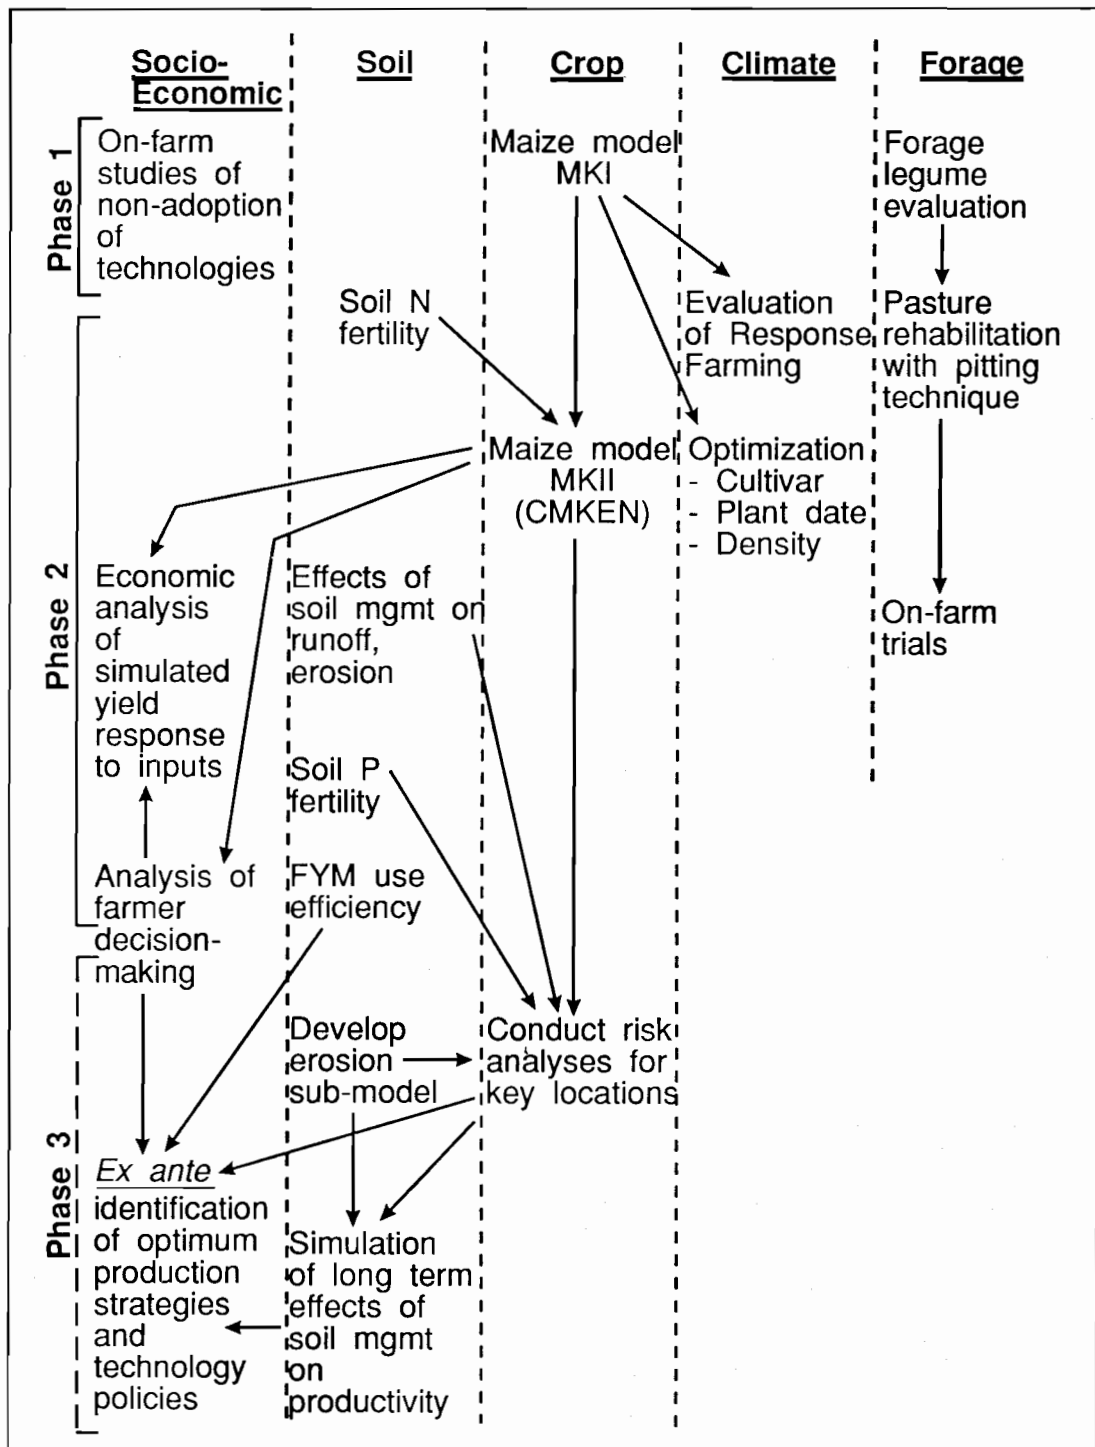 Socio-
Economic
Soil
Crop
Climate
Forage
Phase 1
On-farm
studies of
non-adoption
of
technologies
Maize model
MKI
Forage
legume
evaluation
Phase 2
Soil N
fertility
Evaluation
of Response
Farming
Pasture
rehabilitation
with pitting
technique
Maize model
MKII
(CMKEN)
Optimization
- Cultivar
- Plant date
- Density
Economic
analysis
of
simulated
yield
response
to inputs
Effects of
soil mgmt on
runoff,
erosion
On-farm
trials
Soil P
fertility
Analysis of
farmer
decision-
making
FYM use
efficiency
Phase 3
Develop
erosion
sub-model
Conduct risk
analyses for
key locations
Ex ante
identification
of optimum
production
strategies
and
technology
policies
Simulation
of long term
effects of
soil mgmt
on
productivity